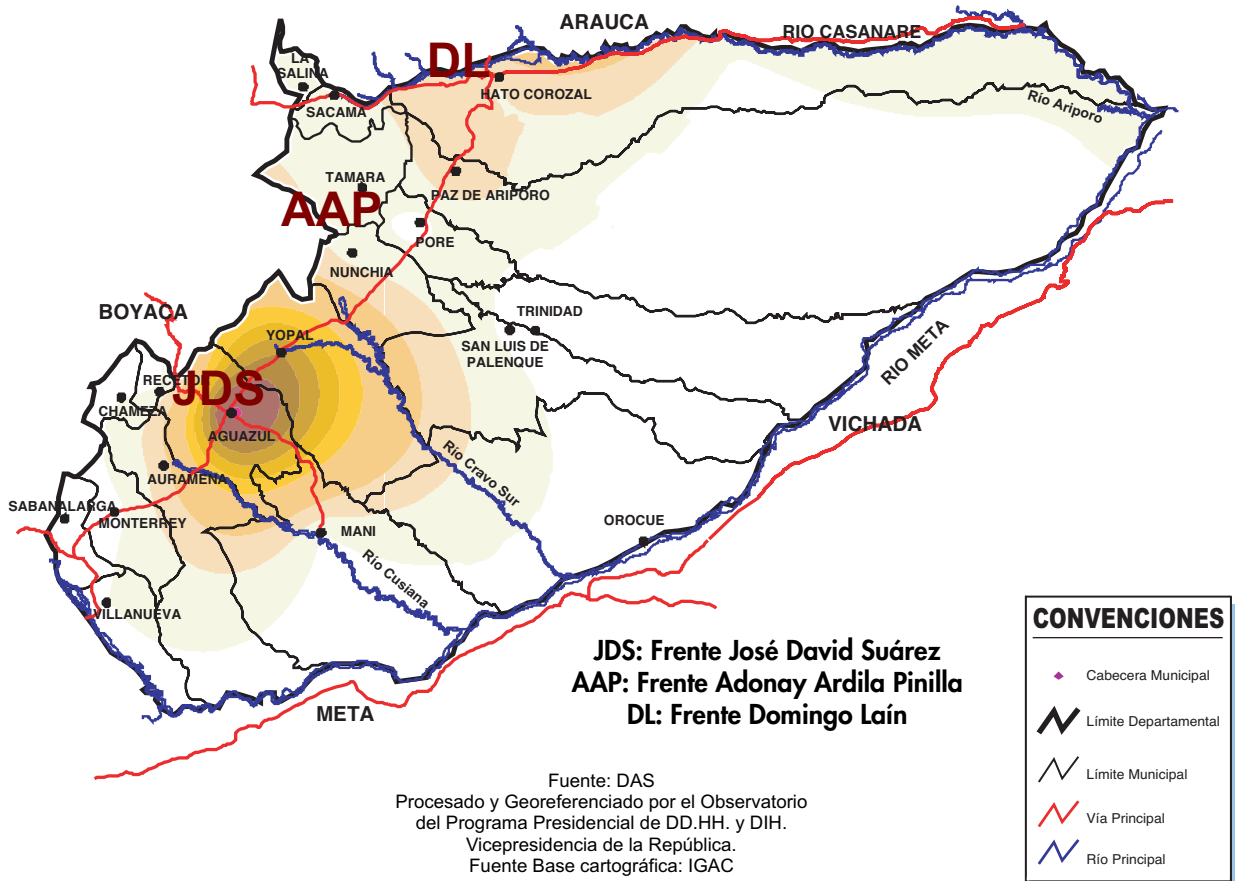 ARAUCA
RIO CASANARE
DL
LA
SALINA
SACAMA
HATO COROZAL
Río Ariporo
TAMARA
PAZ DE ARIPORO
AAP
PORE
NUNCHIA
BOYACA
TRINIDAD
YOPAL
SAN LUIS DE
PALENQUE
RIO META
RECETOR
JDS
CHAMEZA
VICHADA
AGUAZUL
AURAMENA
Río Cravo Sur
SABANALARGA
MONTERREY
MANI
OROCUE
Río Cusiana
VILLANUEVA
META
JDS: Frente José David Suárez
AAP: Frente Adonay Ardila Pinilla
DL: Frente Domingo Laín
Fuente: DAS
Procesado y Georeferenciado por el Observatorio
del Programa Presidencial de DD.HH. y DIH.
Vicepresidencia de la República.
Fuente Base cartográfica: IGAC
CONVENCIONES
Cabecera Municipal
Límite Departamental
Límite Municipal
Vía Principal
Río Principal